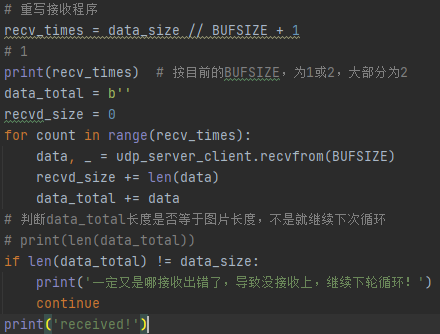 # 重写接收程序
recv_times = data_size // BUFSIZE + 1
# 1
print(recv_times)  # 按目前的BUFSIZE，为1或2，大部分为2
data_total = b''
recvd_size = 0
for count in range(recv_times):
    data, _ = udp_server_client.recvfrom(BUFSIZE)
    recvd_size += len(data)
    data_total += data
# 判断data_total长度是否等于图片长度，不是就继续下次循环
# print(len(data_total))
if len(data_total) != data_size:
    print('一定又是哪接收出错了，导致没接收上，继续下轮循环！')
    continue
print('received!')